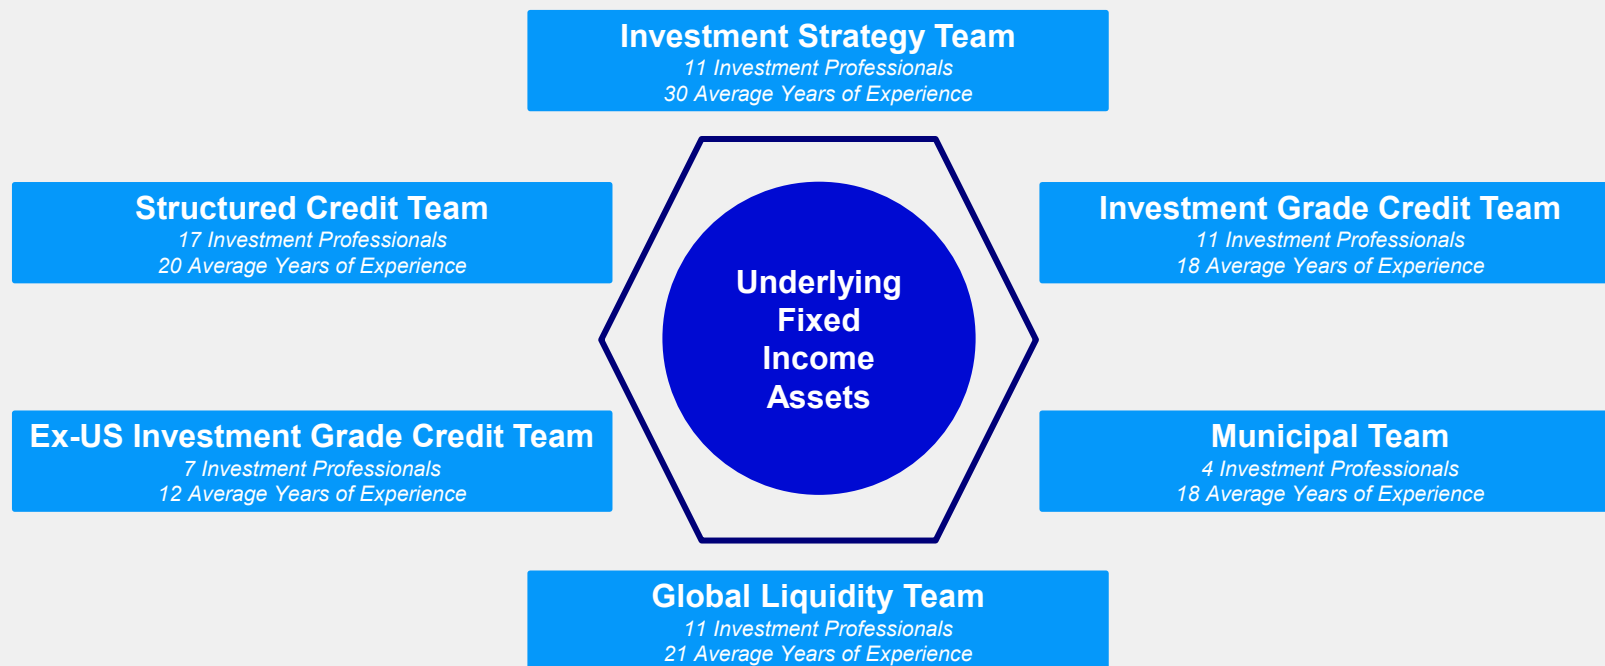 Investment Strategy Team
11 Investment Professionals
30 Average Years of Experience
Structured Credit Team
17 Investment Professionals
20 Average Years of Experience
Investment Grade Credit Team
11 Investment Professionals
18 Average Years of Experience
Underlying
Fixed
Income
Assets
Ex-US Investment Grade Credit Team
7 Investment Professionals
12 Average Years of Experience
Municipal Team
4 Investment Professionals
18 Average Years of Experience
Global Liquidity Team
11 Investment Professionals
21 Average Years of Experience